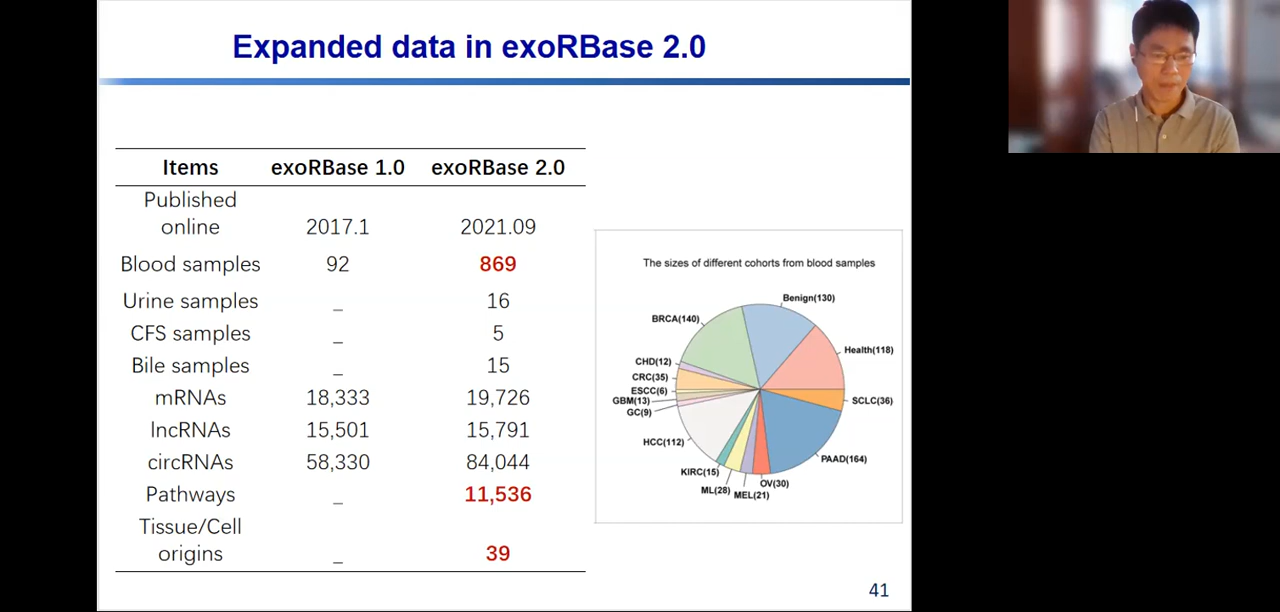 Expanded data in exoRBase 2.0
Items exoRBase 1.0 exoRBase 2.0
Published
online 2017.1 2021.09
Blood samples 92 869
Urine samples _ 16
CFS samples _ 5
Bile samples _ 15
mRNAs 18,333 19,726
lncRNAs 15,501 15,791
circRNAs 58,330 84,044
Pathways _ 11,536
Tissue/Cell
origins _ 39
The sizes of different cohorts from blood samples
Benign(130)
BRCA(140)
Health(118)
CHD(12)
CRC(35)
ESCC(6)
GBM(13)
GC(9)
SCLC(36)
HCC(112)
PAAD(164)
KIRC(15)
OV(30)
ML(28)
MEL(21)
41